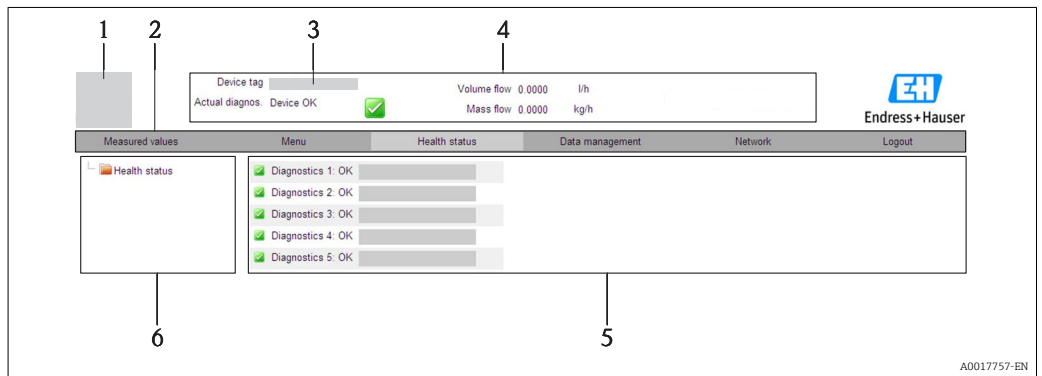 1 2 3 4
Device tag
Volume flow 0.0000 l/h
Actual diagnos. Device OK
Mass flow 0.0000 kg/h
EH
Endress+Hauser
Measured values Menu Health status Data management Network Logout
Health status
Diagnostics 1: OK
Diagnostics 2: OK
Diagnostics 3: OK
Diagnostics 4: OK
Diagnostics 5: OK
6 5
A0017757-EN